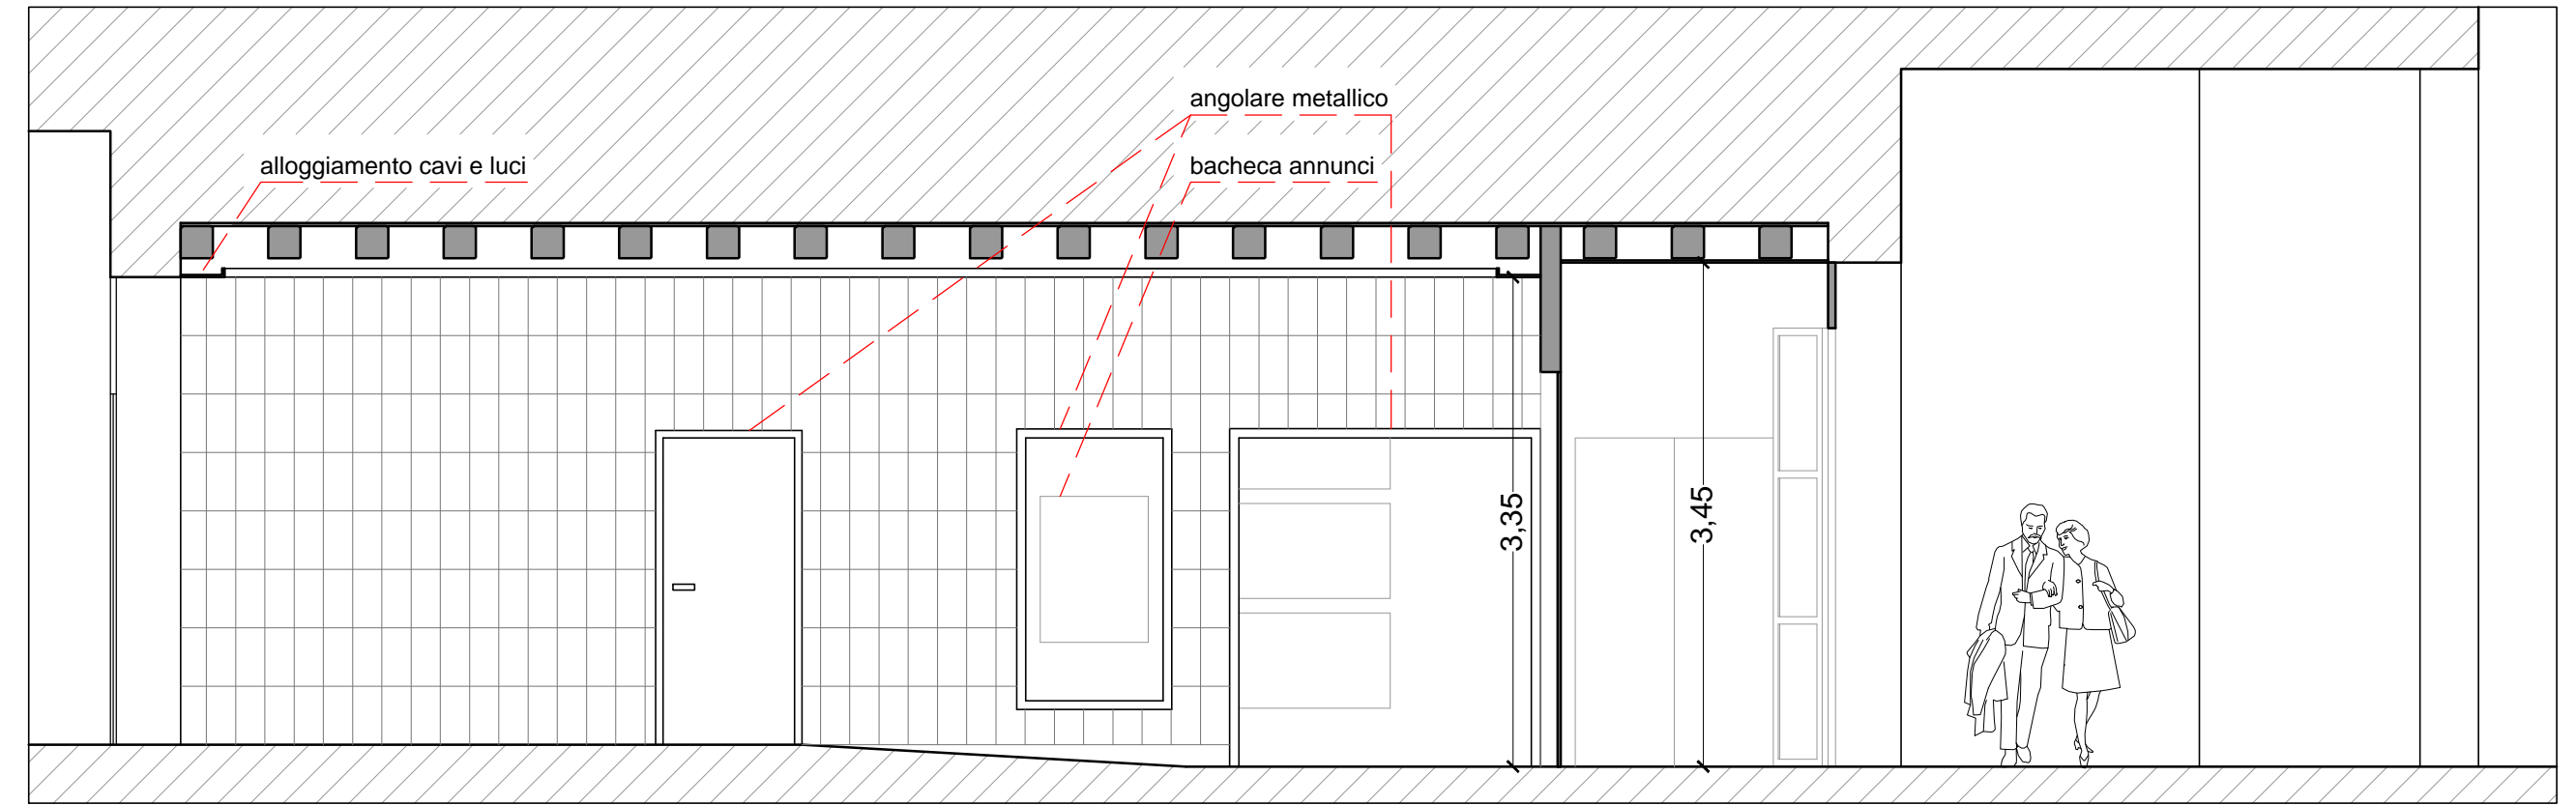 angolare metallico
alloggiamento cavi e luci
bacheca annunci
3,35
3,45